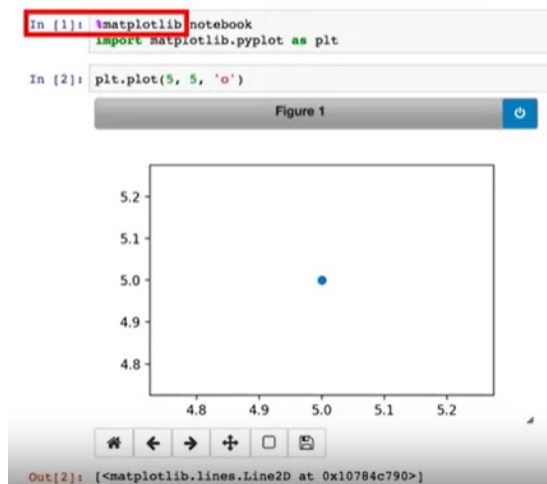 In [1]: %matplotlib notebook
import matplotlib.pyplot as plt
In [2]: plt.plot(5, 5, 'o')
Figure 1
5.2
5.1
5.0
4.9
4.8
4.8 4.9 5.0 5.1 5.2
Out[2]: [<matplotlib.lines.Line2D at 0x10784c790>]